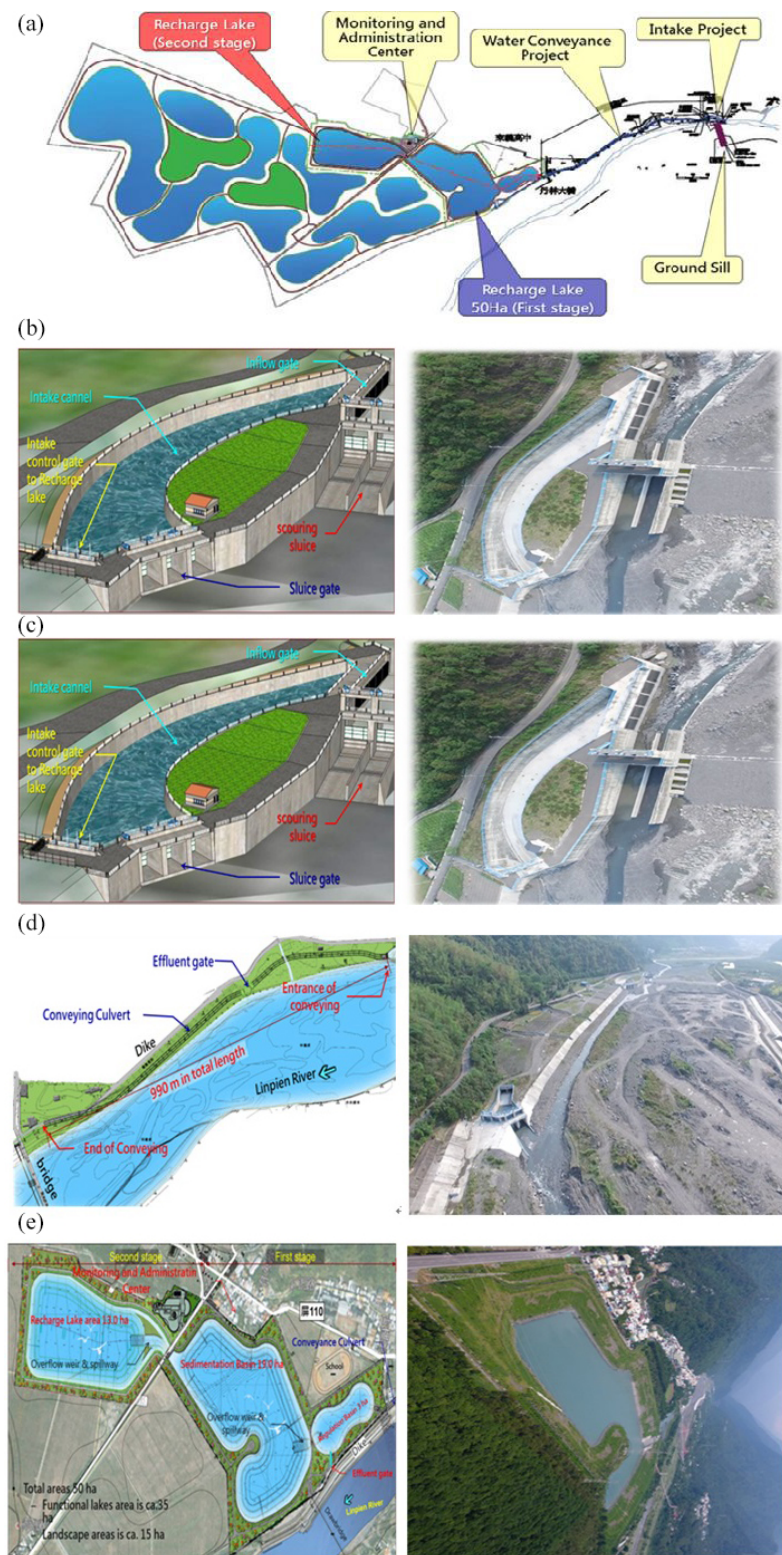 (a)
Recharge Lake
(Second stage)
Monitoring and
Administration
Center
Water Conveyance
Project
Intake Project
Ground Sill
Recharge Lake
50Ha (First stage)
(b)
Inflow gate
Intake cannel
Intake
control gate
to Recharge
lake
scouring
sluice
Sluice gate
(c)
Inflow gate
Intake cannel
Intake
control gate
to Recharge
lake
scouring
sluice
Sluice gate
(d)
Effluent gate
Entrance of
conveying
Conveying Culvert
Dike
990 m in total length
Linpien River
End of Conveying
bridge
(e)
Second stage
First stage
Monitoring and Administratin
Center
110
Recharge Lake area 13.0 ha
Conveyance Culvert
Overflow weir & spillway
Sedimentation Basin 19.0 ha
School
Overflow weir &
spillway
Regulation Basin 3 ha
Dike
Effluent gate
• Total areas 50 ha
– Functional lakes area is ca.35
ha
– Landscape areas is ca. 15 ha
Linpien River